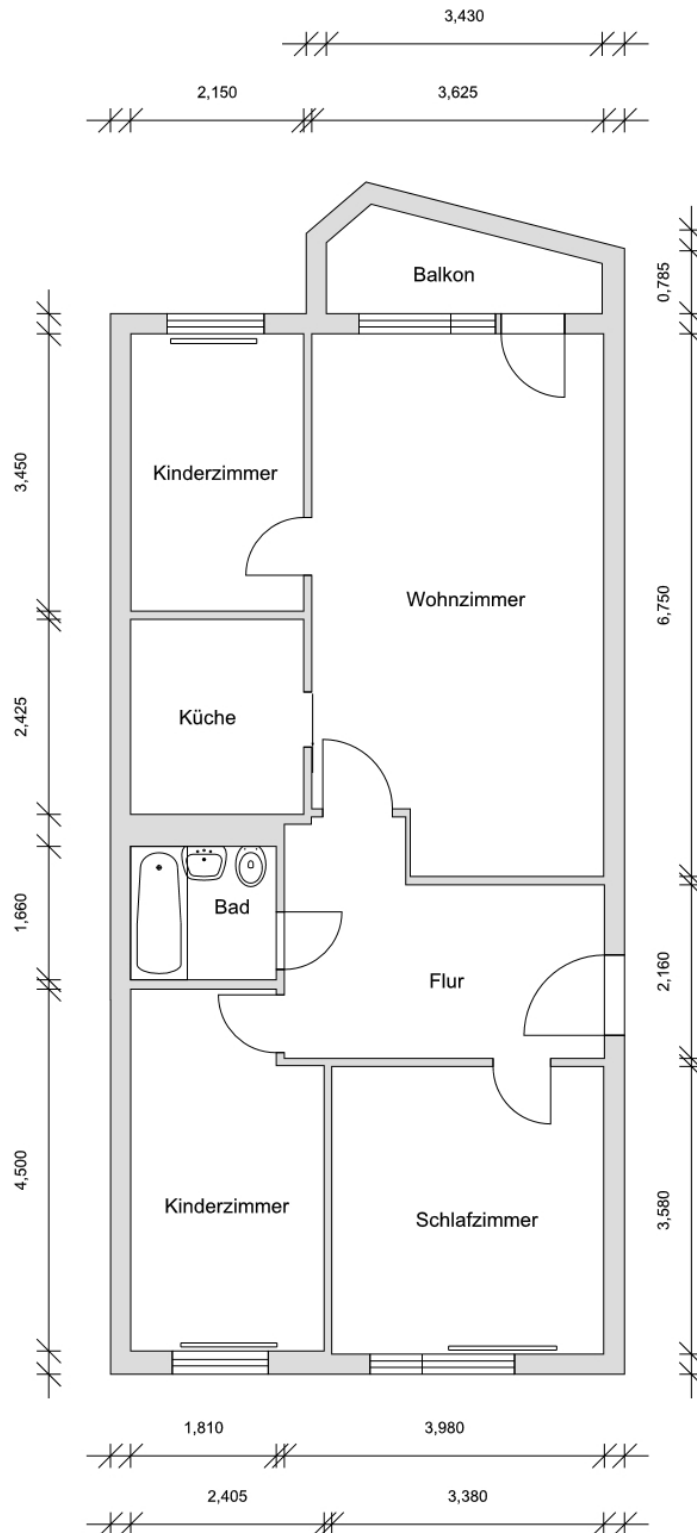 3,430
2,150
3,625
Balkon
0,785
Kinderzimmer
3,450
Wohnzimmer
6,750
Küche
2,425
Bad
1,660
Flur
2,160
Kinderzimmer
4,500
Schlafzimmer
3,580
1,810
3,980
2,405
3,380